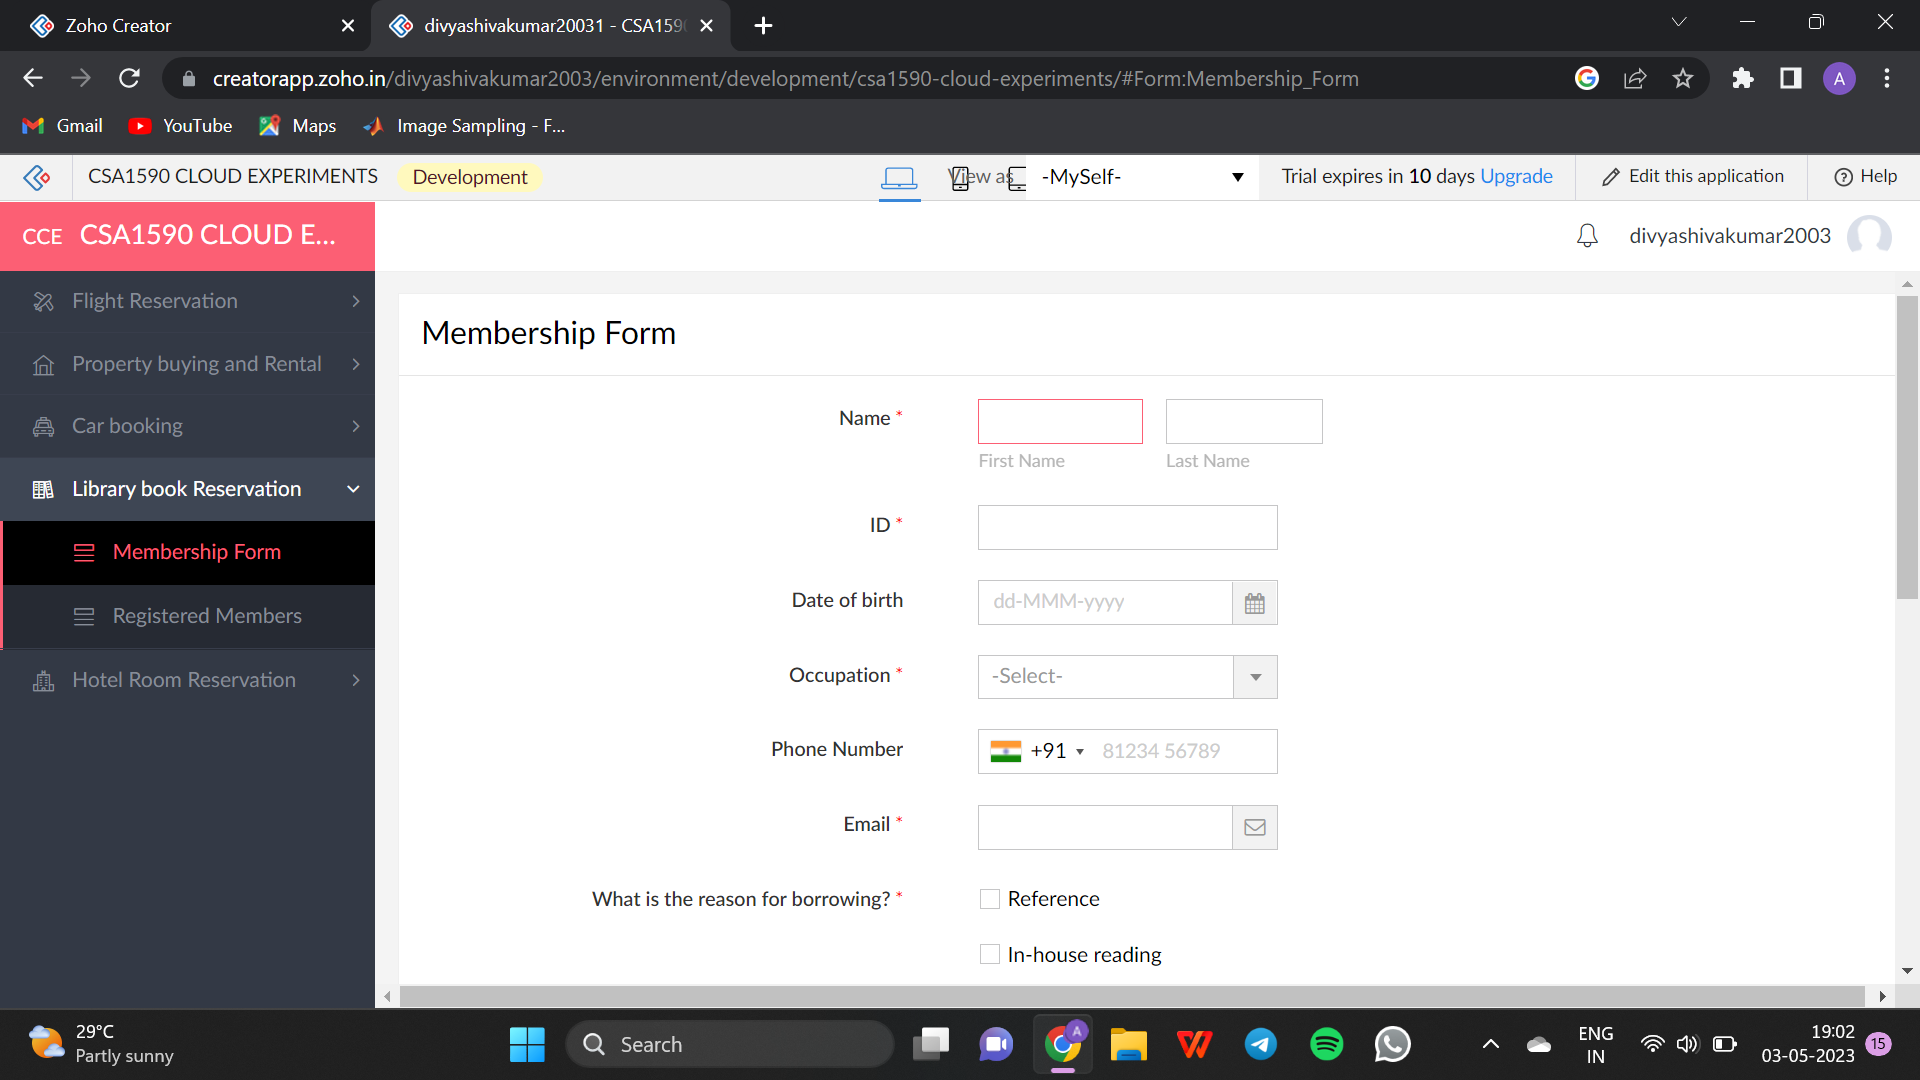 Zoho Creator
divyashivakumar20031 - CSA159
creatorapp.zoho.in/divyashivakumar2003/environment/development/csa1590-cloud-experiments/#Form:Membership_Form
A
Gmail
YouTube
Maps
Image Sampling - F...
CSA1590 CLOUD EXPERIMENTS
Development
View as
-MySelf-
Trial expires in 10 days Upgrade
Edit this application
Help
CCE CSA1590 CLOUD E...
divyashivakumar2003
Flight Reservation
Property buying and Rental
Car booking
Library book Reservation
Membership Form
Registered Members
Hotel Room Reservation
Membership Form
Name *
First Name
Last Name
ID *
Date of birth
dd-MMM-yyyy
Occupation *
-Select-
Phone Number
+91
81234 56789
Email *
What is the reason for borrowing? *
Reference
In-house reading
29°C
Partly sunny
Search
A
ENG
IN
19:02
03-05-2023
15